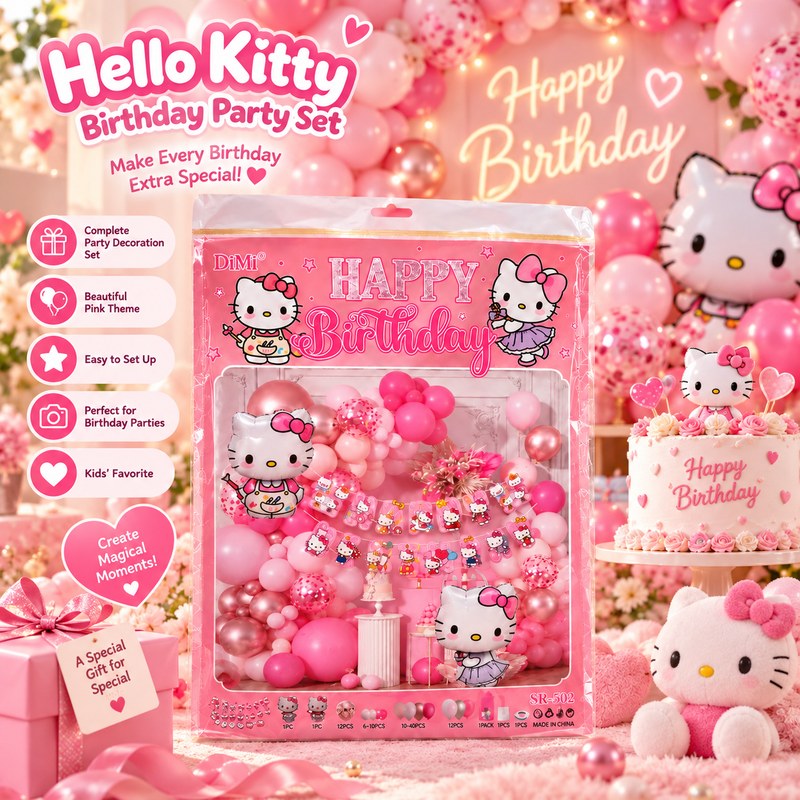 Hello Kitty
Birthday Party Set
Make Every Birthday
Extra Special!
Complete
Party Decoration
Set
Beautiful
Pink Theme
Easy to Set Up
Perfect for
Birthday Parties
Kids' Favorite
Create
Magical
Moments!
A Special
Gift for
Special
Happy
Birthday
DiMi®
HAPPY
Birthday
SR-502
1PC 1PC 12PCS 6+10PCS 10-40PCS 12PCS 1PACK 1PCS 1PCS MADE IN CHINA
Happy
Birthday